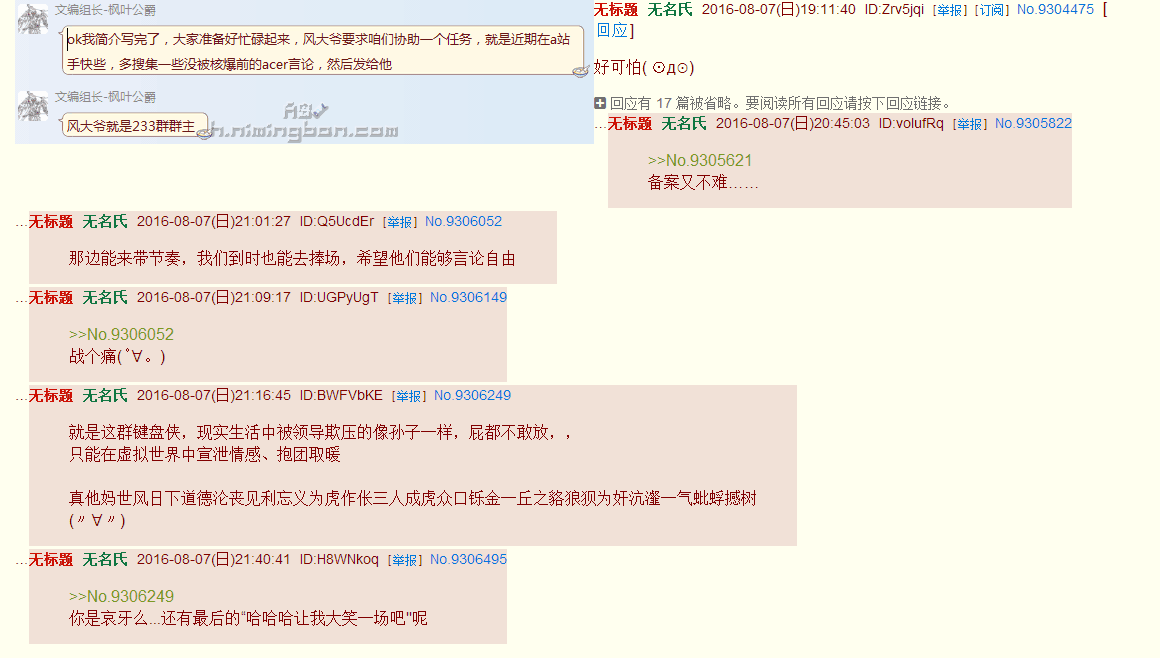 文编组长-枫叶公爵
ok我简介写完了，大家准备好忙碌起来，风大爷要求咱们协助一个任务，就是近期在a站
手快些，多搜集一些没被核爆前的acer言论，然后发给他
文编组长-枫叶公爵
风大爷就是233群群主
A岛
h.nimingban.com
无标题 无名氏 2016-08-07(日)19:11:40 ID:Zrv5jqi [举报] [订阅] No.9304475 [
回应]
好可怕( ⊙д⊙)
回应有 17 篇被省略。要阅读所有回应请按下回应链接。
…无标题 无名氏 2016-08-07(日)20:45:03 ID:volufRq [举报] No.9305822
>>No.9305621
备案又不难……
…无标题 无名氏 2016-08-07(日)21:01:27 ID:Q5UcdEr [举报] No.9306052
那边能来带节奏，我们到时也能去捧场，希望他们能够言论自由
…无标题 无名氏 2016-08-07(日)21:09:17 ID:UGPyUgT [举报] No.9306149
>>No.9306052
战个痛(ﾟ∀。)
…无标题 无名氏 2016-08-07(日)21:16:45 ID:BWFVbKE [举报] No.9306249
就是这群键盘侠，现实生活中被领导欺压的像孙子一样，屁都不敢放，，
只能在虚拟世界中宣泄情感、抱团取暖
真他妈世风日下道德沦丧见利忘义为虎作伥三人成虎众口铄金一丘之貉狼狈为奸沆瀣一气蚍蜉撼树
(〃∀〃)
…无标题 无名氏 2016-08-07(日)21:40:41 ID:H8WNkoq [举报] No.9306495
>>No.9306249
你是哀牙么...还有最后的“哈哈哈让我大笑一场吧"呢